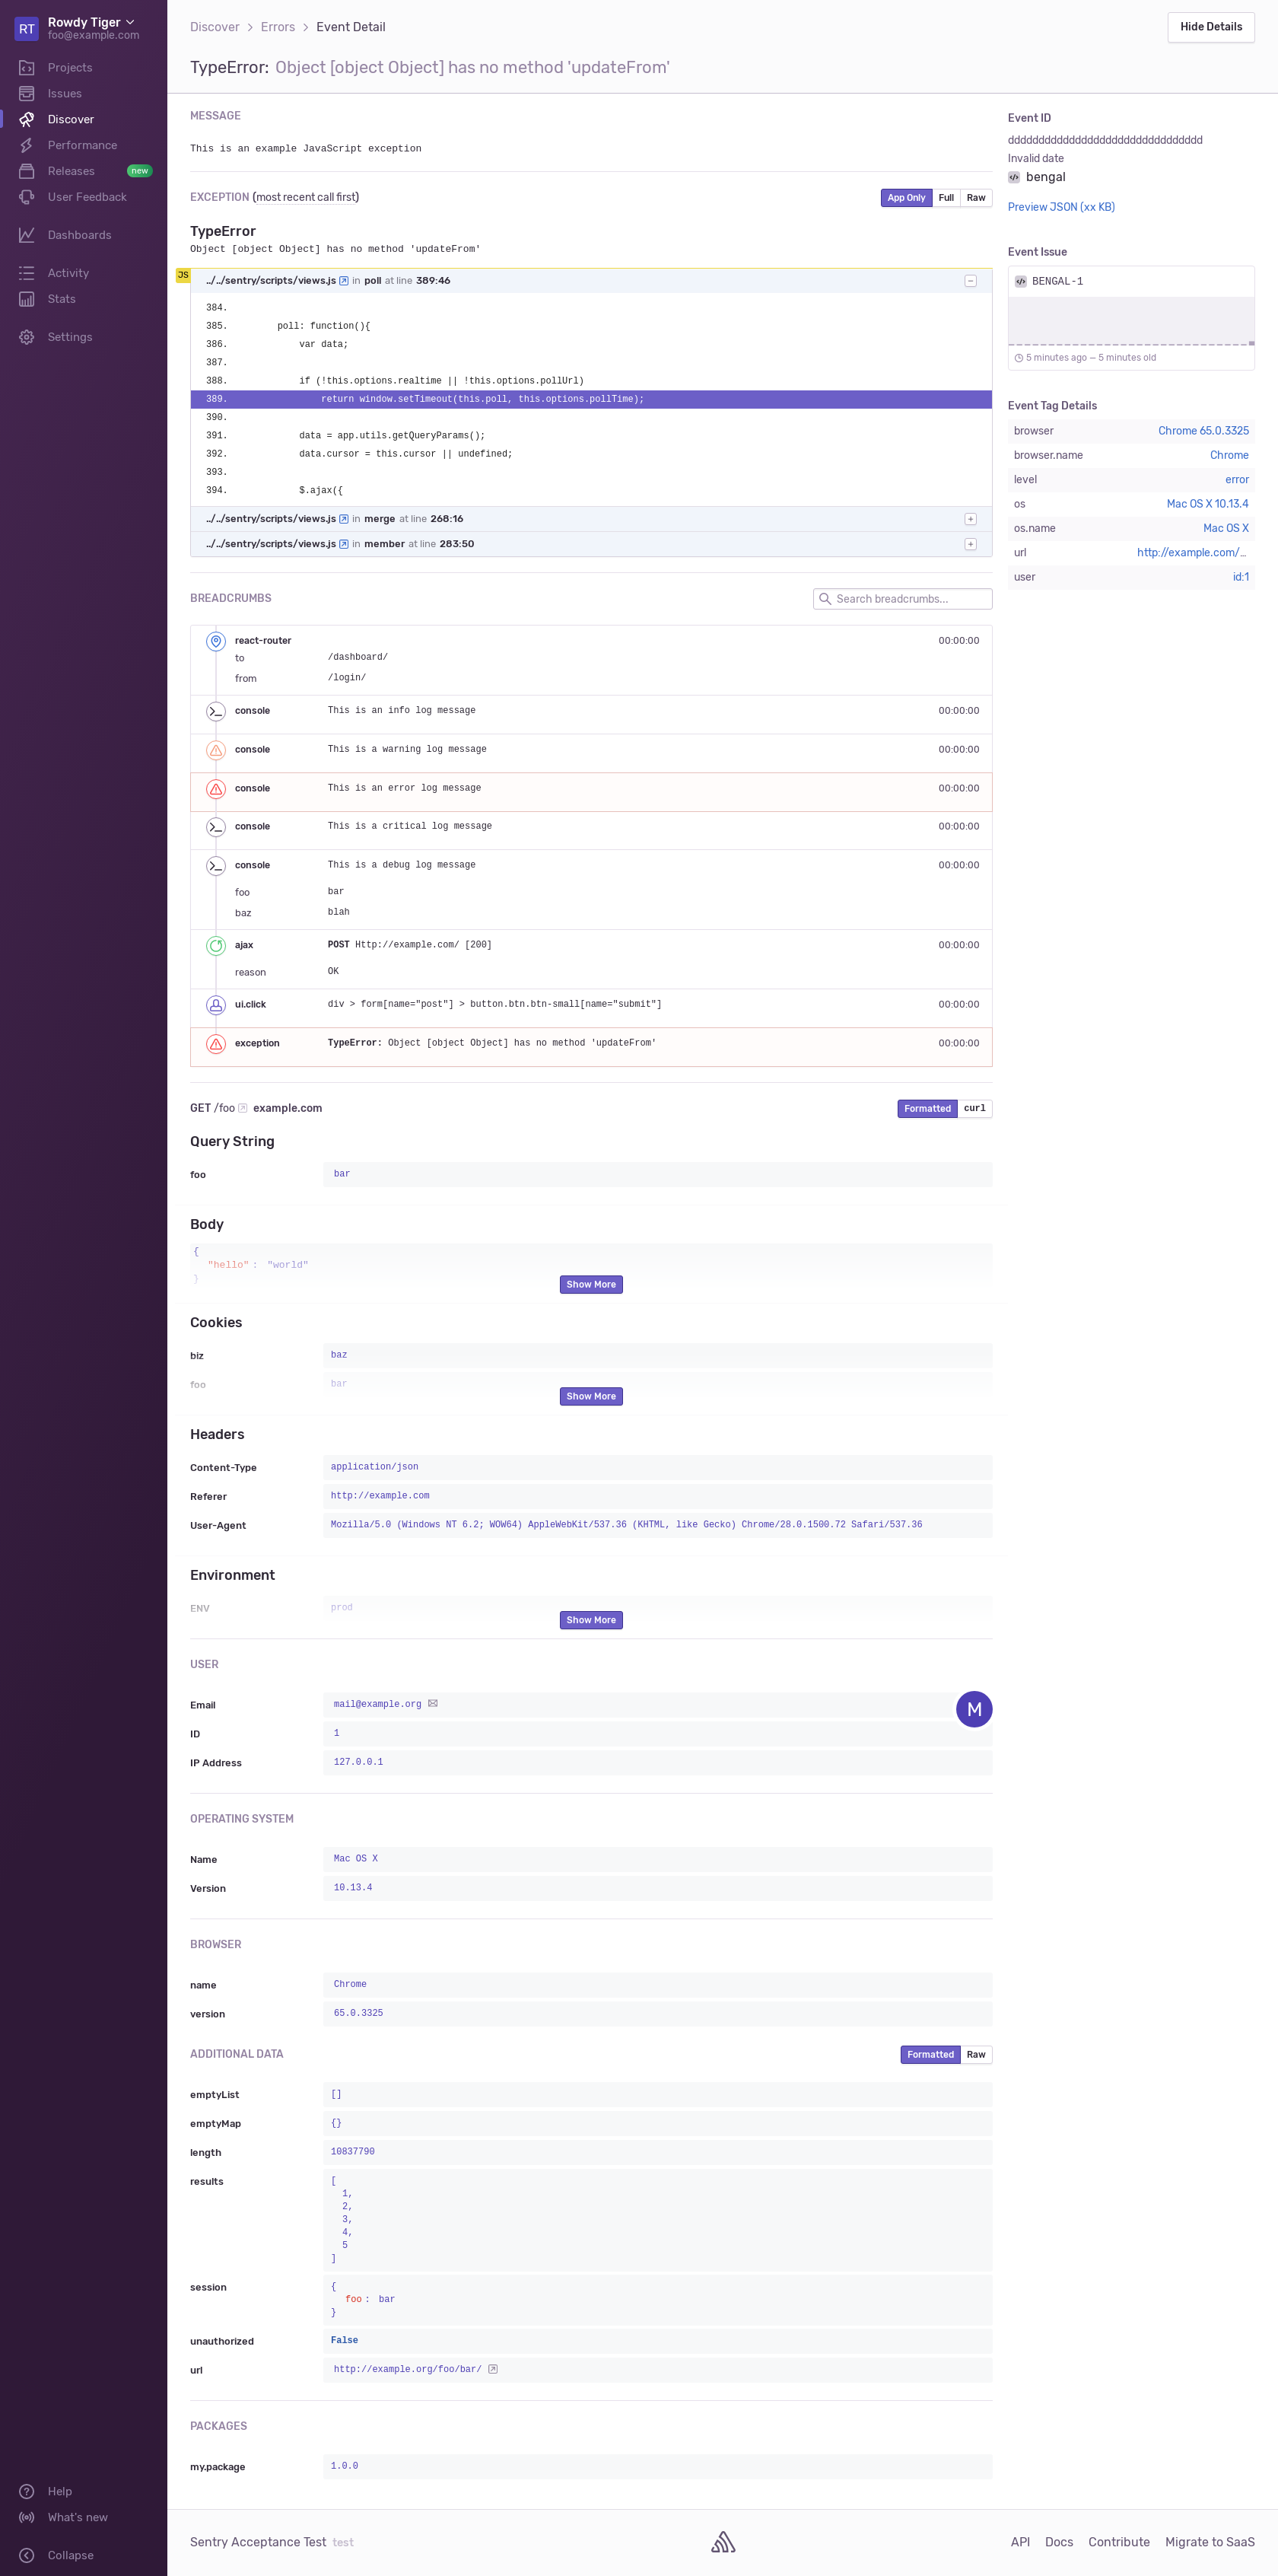 RT
Rowdy Tiger
foo@example.com
Projects
Issues
Discover
Performance
Releases new
User Feedback
Dashboards
Activity
Stats
Settings
Help
What's new
Collapse
Discover > Errors > Event Detail
Hide Details
TypeError: Object [object Object] has no method 'updateFrom'
MESSAGE
This is an example JavaScript exception
EXCEPTION (most recent call first)
App Only Full Raw
TypeError
Object [object Object] has no method 'updateFrom'
JS
../../sentry/scripts/views.js in poll at line 389:46
384.
385. poll: function(){
386. var data;
387.
388. if (!this.options.realtime || !this.options.pollUrl)
389. return window.setTimeout(this.poll, this.options.pollTime);
390.
391. data = app.utils.getQueryParams();
392. data.cursor = this.cursor || undefined;
393.
394. $.ajax({
../../sentry/scripts/views.js in merge at line 268:16
../../sentry/scripts/views.js in member at line 283:50
BREADCRUMBS
Search breadcrumbs...
react-router 00:00:00
to /dashboard/
from /login/
console This is an info log message 00:00:00
console This is a warning log message 00:00:00
console This is an error log message 00:00:00
console This is a critical log message 00:00:00
console This is a debug log message 00:00:00
foo bar
baz blah
ajax POST Http://example.com/ [200] 00:00:00
reason OK
ui.click div > form[name="post"] > button.btn.btn-small[name="submit"] 00:00:00
exception TypeError: Object [object Object] has no method 'updateFrom' 00:00:00
GET /foo example.com
Formatted curl
Query String
foo bar
Body
{
"hello": "world"
}
Show More
Cookies
biz baz
foo bar
Show More
Headers
Content-Type application/json
Referer http://example.com
User-Agent Mozilla/5.0 (Windows NT 6.2; WOW64) AppleWebKit/537.36 (KHTML, like Gecko) Chrome/28.0.1500.72 Safari/537.36
Environment
ENV prod
Show More
USER
Email mail@example.org
M
ID 1
IP Address 127.0.0.1
OPERATING SYSTEM
Name Mac OS X
Version 10.13.4
BROWSER
name Chrome
version 65.0.3325
ADDITIONAL DATA
Formatted Raw
emptyList []
emptyMap {}
length 10837790
results [
1,
2,
3,
4,
5
]
session {
foo: bar
}
unauthorized False
url http://example.org/foo/bar/
PACKAGES
my.package 1.0.0
Event ID
dddddddddddddddddddddddddddddddd
Invalid date
bengal
Preview JSON (xx KB)
Event Issue
BENGAL-1
5 minutes ago — 5 minutes old
Event Tag Details
browser Chrome 65.0.3325
browser.name Chrome
level error
os Mac OS X 10.13.4
os.name Mac OS X
url http://example.com/...
user id:1
Sentry Acceptance Test test
API Docs Contribute Migrate to SaaS